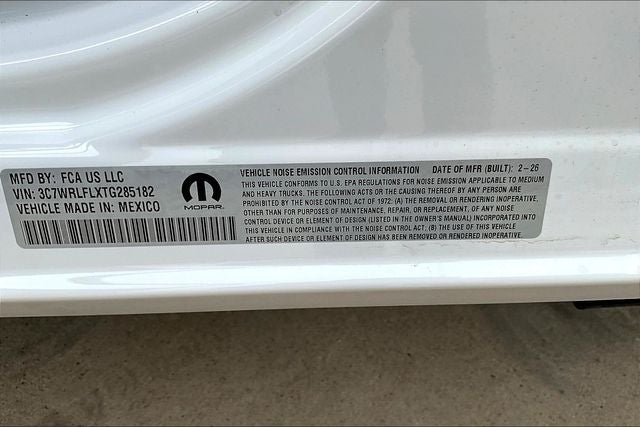 MFD BY: FCA US LLC
VIN: 3C7WRLFLXTG285182
VEHICLE MADE IN: MEXICO
MOPAR
VEHICLE NOISE EMISSION CONTROL INFORMATION DATE OF MFR (BUILT): 2-26
THIS VEHICLE CONFORMS TO U.S. EPA REGULATIONS FOR NOISE EMISSION APPLICABLE TO MEDIUM
AND HEAVY TRUCKS. THE FOLLOWING ACTS OR THE CAUSING THEREOF BY ANY PERSON ARE
PROHIBITED BY THE NOISE CONTROL ACT OF 1972: (A) THE REMOVAL OR RENDERING INOPERATIVE,
OTHER THAN FOR PURPOSES OF MAINTENANCE, REPAIR, OR REPLACEMENT, OF ANY NOISE
CONTROL DEVICE OR ELEMENT OF DESIGN (LISTED IN THE OWNER'S MANUAL) INCORPORATED INTO
THIS VEHICLE IN COMPLIANCE WITH THE NOISE CONTROL ACT; (B) THE USE OF THIS VEHICLE
AFTER SUCH DEVICE OR ELEMENT OF DESIGN HAS BEEN REMOVED OR RENDERED INOPERATIVE.